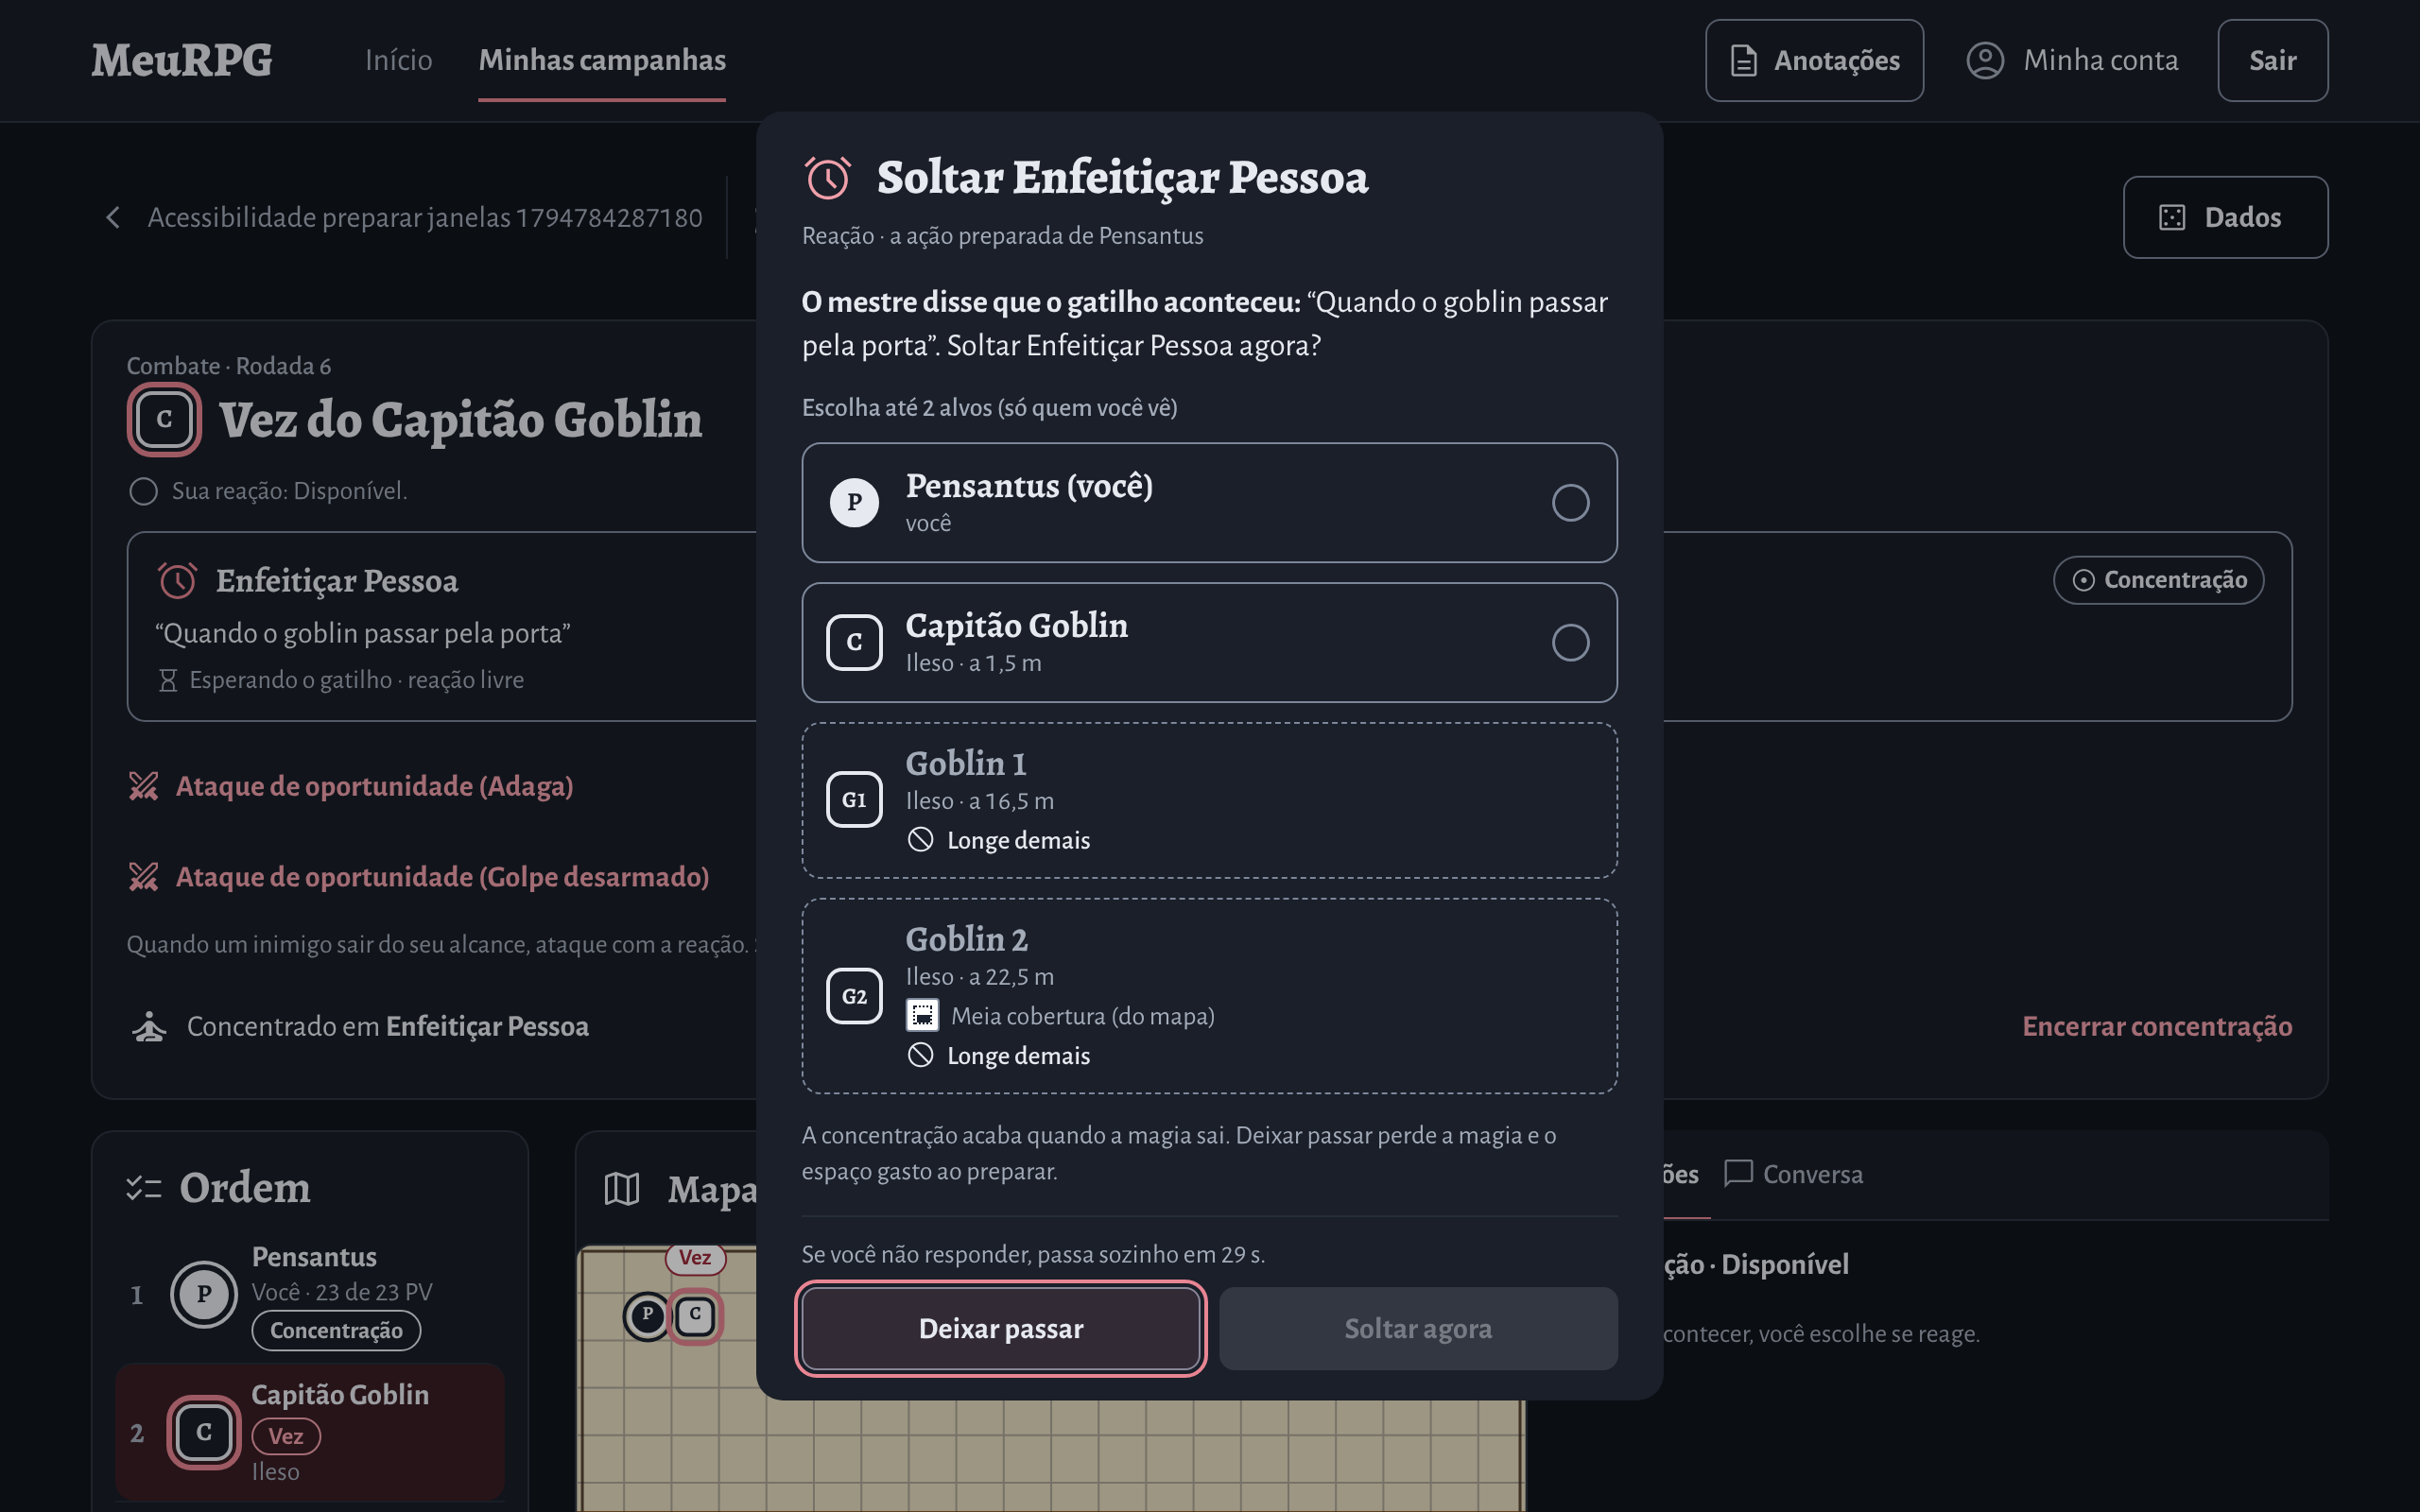 MeuRPG
Início
Minhas campanhas
Anotações
Minha conta
Sair
Acessibilidade preparar janelas 1794784287180
Dados
Combate · Rodada 6
C
Vez do Capitão Goblin
Sua reação: Disponível.
Enfeitiçar Pessoa
Concentração
“Quando o goblin passar pela porta”
Esperando o gatilho · reação livre
Ataque de oportunidade (Adaga)
Ataque de oportunidade (Golpe desarmado)
Quando um inimigo sair do seu alcance, ataque com a reação.
Concentrado em Enfeitiçar Pessoa
Encerrar concentração
Soltar Enfeitiçar Pessoa
Reação · a ação preparada de Pensantus
O mestre disse que o gatilho aconteceu: “Quando o goblin passar
pela porta”. Soltar Enfeitiçar Pessoa agora?
Escolha até 2 alvos (só quem você vê)
P
Pensantus (você)
você
C
Capitão Goblin
Ileso · a 1,5 m
G1
Goblin 1
Ileso · a 16,5 m
Longe demais
G2
Goblin 2
Ileso · a 22,5 m
Meia cobertura (do mapa)
Longe demais
A concentração acaba quando a magia sai. Deixar passar perde a magia e o
espaço gasto ao preparar.
Se você não responder, passa sozinho em 29 s.
Deixar passar
Soltar agora
Ordem
1
P
Pensantus
Você · 23 de 23 PV
Concentração
2
C
Capitão Goblin
Vez
Ileso
Mapa
Vez
P
C
ões
Conversa
ção · Disponível
contecer, você escolhe se reage.